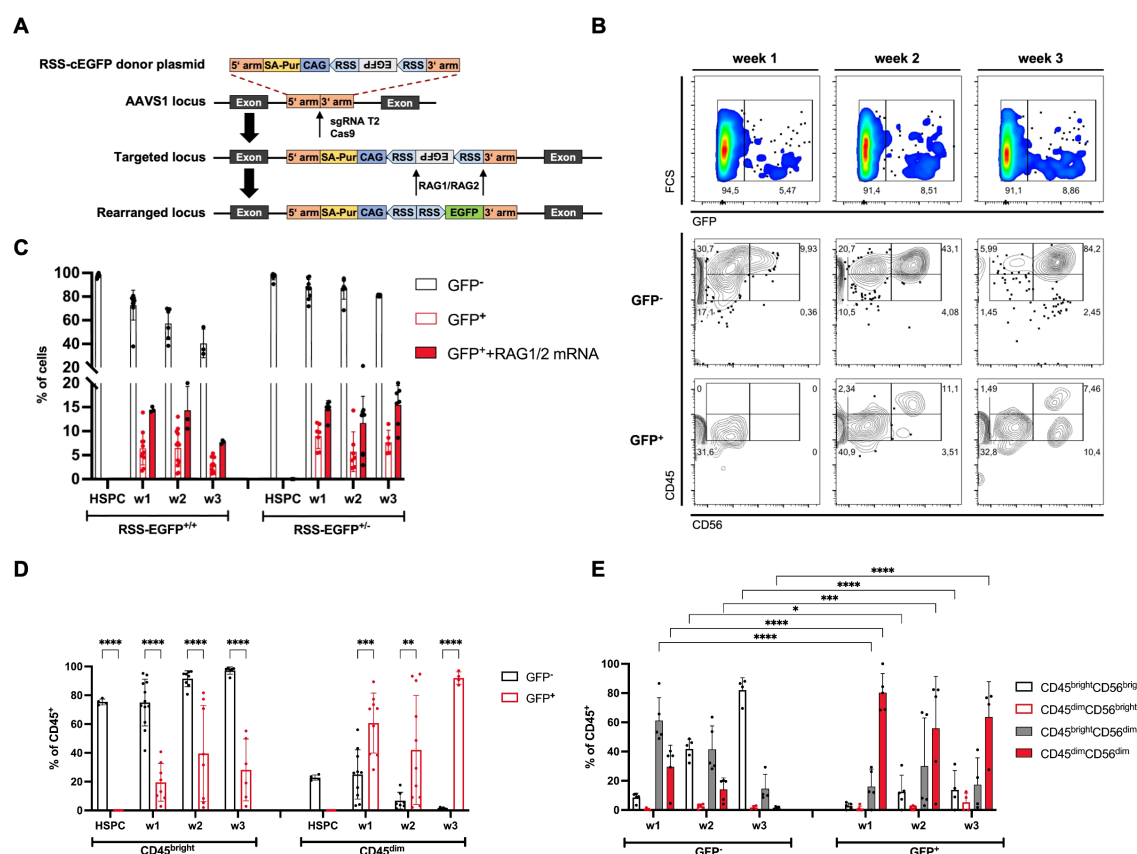 A
RSS-cEGFP donor plasmid
5' arm SA-Pur CAG RSS EGFP RSS 3' arm
AAVS1 locus
Exon 5' arm 3' arm Exon
sgRNA T2
Cas9
Targeted locus
Exon 5' arm SA-Pur CAG RSS EGFP RSS 3' arm Exon
RAG1/RAG2
Rearranged locus
Exon 5' arm SA-Pur CAG RSS RSS EGFP 3' arm Exon
B
week 1 week 2 week 3
FCS
94,5 5,47
91,4 8,51
91,1 8,86
GFP
GFP-
30,7 9,93
17,1 0,36
20,7 43,1
10,5 4,08
5,99 84,2
1,45 2,45
GFP+
0
31,6 0
2,34 11,1
40,9 3,51
1,49 7,46
32,8 10,4
CD45
CD56
C
% of cells
100
80
60
40
20
20
15
10
5
0
GFP-
GFP+
GFP++RAG1/2 mRNA
HSPC w1 w2 w3 HSPC w1 w2 w3
RSS-EGFP+/+ RSS-EGFP+/-
D
% of CD45+
100
80
60
40
20
0
**** **** **** **** *** ** ****
GFP-
GFP+
HSPC w1 w2 w3 HSPC w1 w2 w3
CD45bright CD45dim
E
****
****
***
*
****
****
% of CD45+
100
80
60
40
20
0
CD45brightCD56brig
CD45dimCD56bright
CD45brightCD56dim
CD45dimCD56dim
w1 w2 w3 w1 w2 w3
GFP- GFP+